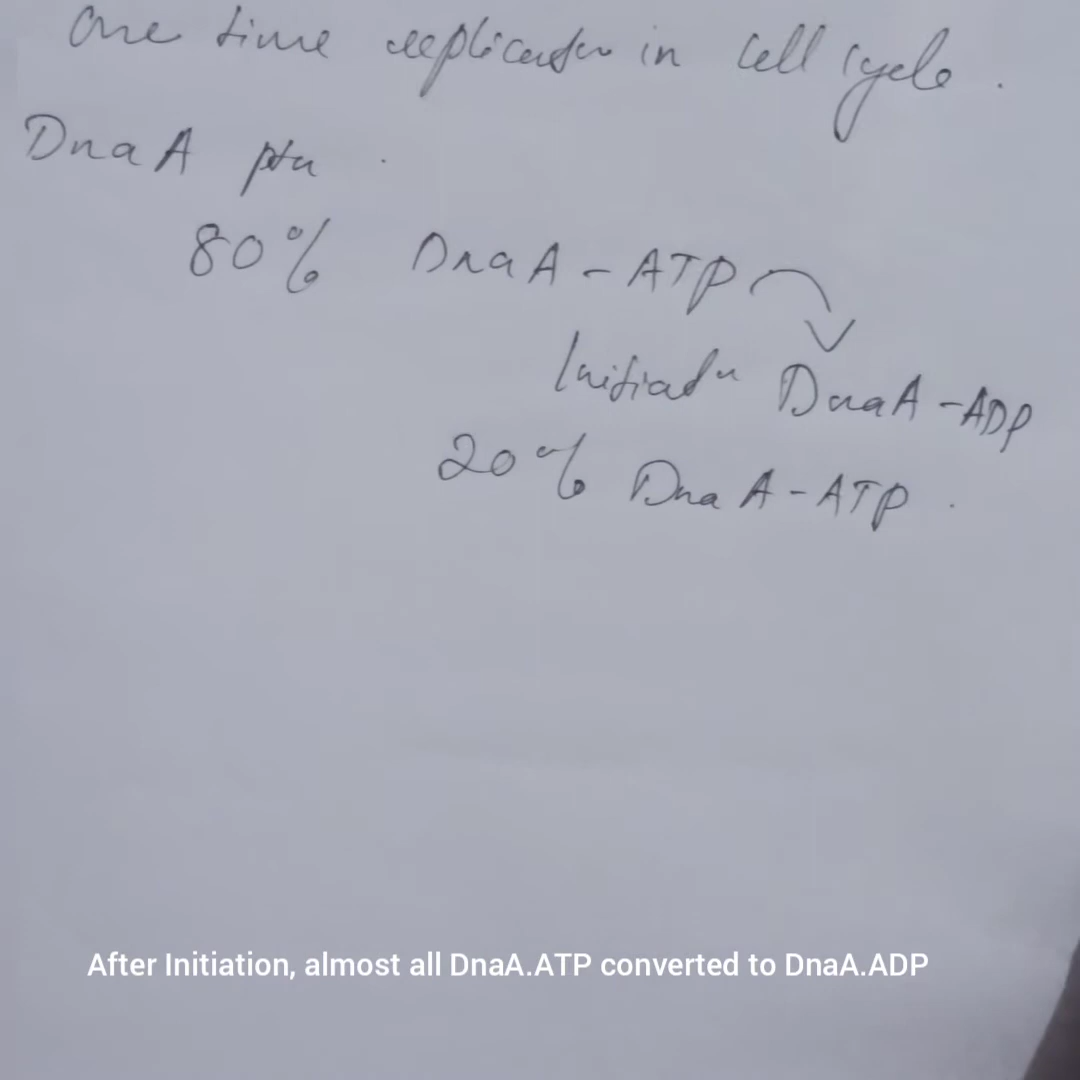 One time replication in cell cycle.
DnaA ptn.
80% DnaA-ATP
Initiatn DnaA-ADP
20% DnaA-ATP.
After Initiation, almost all DnaA.ATP converted to DnaA.ADP